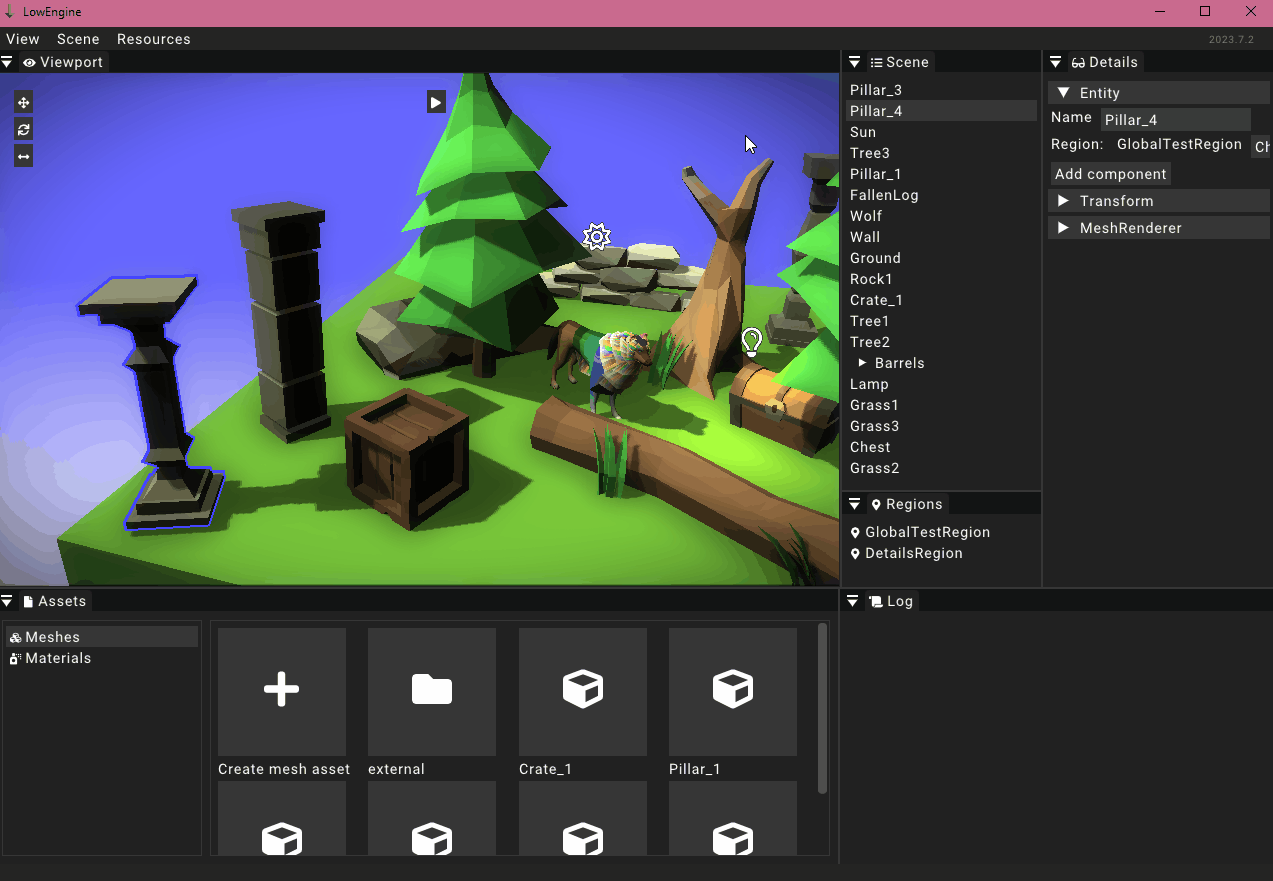 LowEngine
View Scene Resources
2023.7.2
Viewport
Scene
Pillar_3
Pillar_4
Sun
Tree3
Pillar_1
FallenLog
Wolf
Wall
Ground
Rock1
Crate_1
Tree1
Tree2
Barrels
Lamp
Grass1
Grass3
Chest
Grass2
Regions
GlobalTestRegion
DetailsRegion
Details
Entity
Name Pillar_4
Region: GlobalTestRegion Ch
Add component
Transform
MeshRenderer
Assets
Meshes
Materials
Create mesh asset external Crate_1 Pillar_1
Log